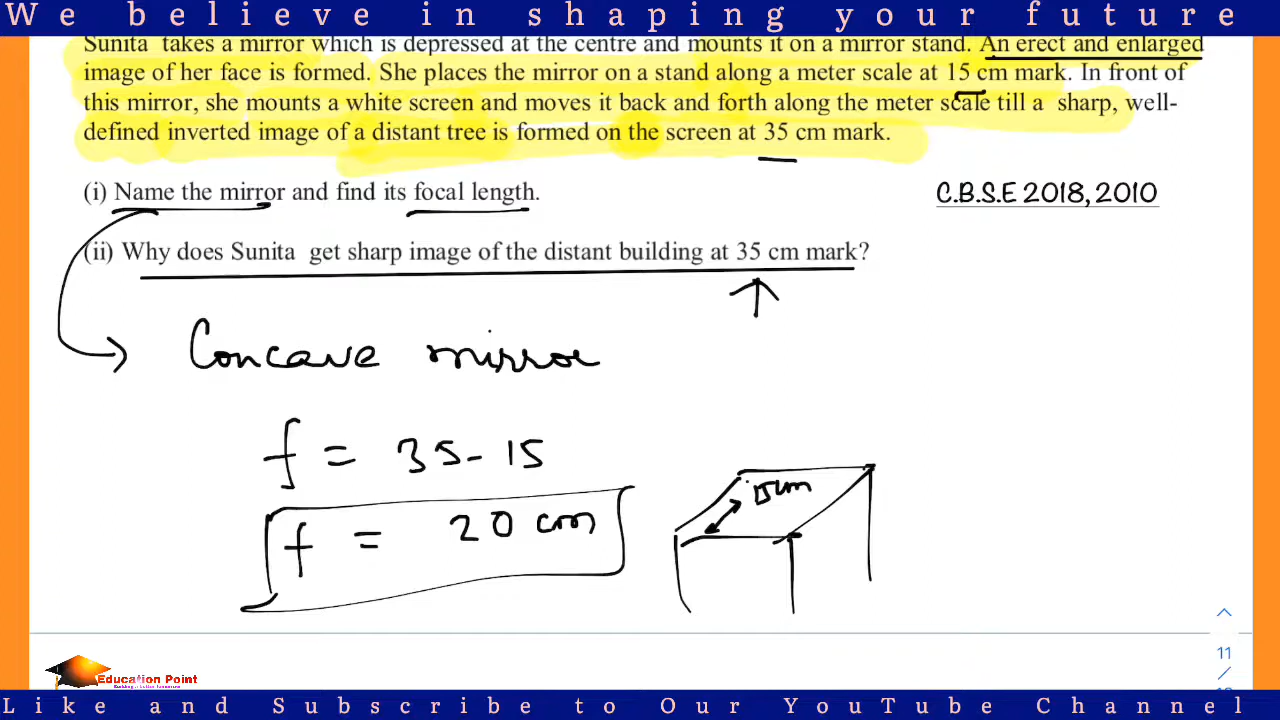 We believe in shaping your future
Sunita takes a mirror which is depressed at the centre and mounts it on a mirror stand. An erect and enlarged
image of her face is formed. She places the mirror on a stand along a meter scale at 15 cm mark. In front of
this mirror, she mounts a white screen and moves it back and forth along the meter scale till a sharp, well-
defined inverted image of a distant tree is formed on the screen at 35 cm mark.
(i) Name the mirror and find its focal length.
C.B.S.E 2018, 2010
(ii) Why does Sunita get sharp image of the distant building at 35 cm mark?
Concave mirror
f = 35 - 15
15cm
f = 20 cm
11
/
Education Point
Like and Subscribe to Our YouTube Channel